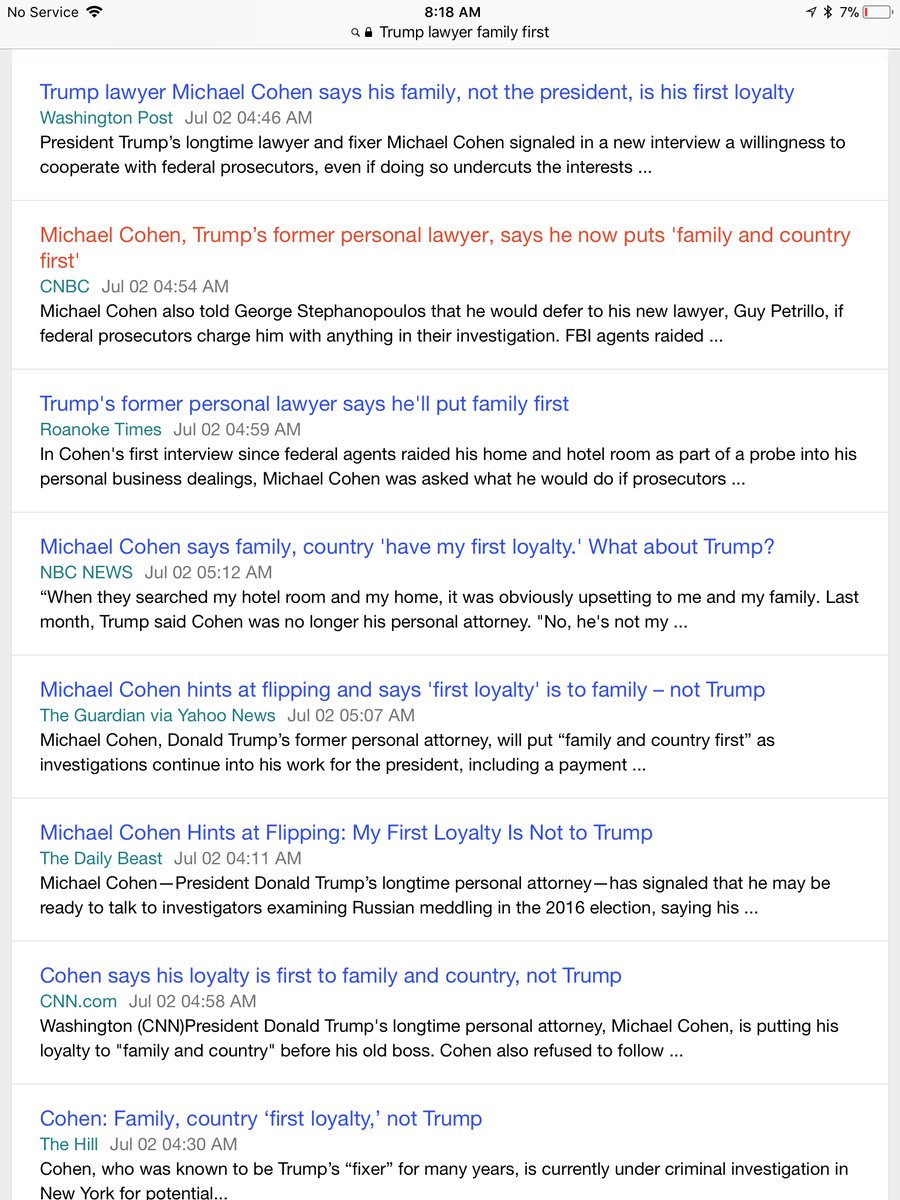 No Service 8:18 AM 7%
Trump lawyer family first
Trump lawyer Michael Cohen says his family, not the president, is his first loyalty
Washington Post Jul 02 04:46 AM
President Trump’s longtime lawyer and fixer Michael Cohen signaled in a new interview a willingness to
cooperate with federal prosecutors, even if doing so undercuts the interests ...
Michael Cohen, Trump’s former personal lawyer, says he now puts 'family and country
first'
CNBC Jul 02 04:54 AM
Michael Cohen also told George Stephanopoulos that he would defer to his new lawyer, Guy Petrillo, if
federal prosecutors charge him with anything in their investigation. FBI agents raided ...
Trump's former personal lawyer says he'll put family first
Roanoke Times Jul 02 04:59 AM
In Cohen's first interview since federal agents raided his home and hotel room as part of a probe into his
personal business dealings, Michael Cohen was asked what he would do if prosecutors ...
Michael Cohen says family, country 'have my first loyalty.' What about Trump?
NBC NEWS Jul 02 05:12 AM
“When they searched my hotel room and my home, it was obviously upsetting to me and my family. Last
month, Trump said Cohen was no longer his personal attorney. "No, he's not my ...
Michael Cohen hints at flipping and says 'first loyalty' is to family – not Trump
The Guardian via Yahoo News Jul 02 05:07 AM
Michael Cohen, Donald Trump’s former personal attorney, will put “family and country first” as
investigations continue into his work for the president, including a payment ...
Michael Cohen Hints at Flipping: My First Loyalty Is Not to Trump
The Daily Beast Jul 02 04:11 AM
Michael Cohen—President Donald Trump’s longtime personal attorney—has signaled that he may be
ready to talk to investigators examining Russian meddling in the 2016 election, saying his ...
Cohen says his loyalty is first to family and country, not Trump
CNN.com Jul 02 04:58 AM
Washington (CNN)President Donald Trump's longtime personal attorney, Michael Cohen, is putting his
loyalty to "family and country" before his old boss. Cohen also refused to follow ...
Cohen: Family, country ‘first loyalty,’ not Trump
The Hill Jul 02 04:30 AM
Cohen, who was known to be Trump’s “fixer” for many years, is currently under criminal investigation in
New York for potential...